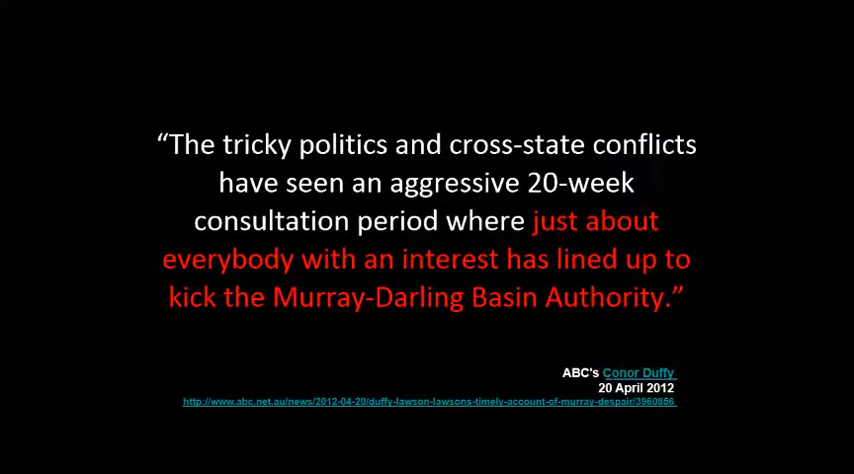 “The tricky politics and cross-state conflicts
have seen an aggressive 20-week
consultation period where just about
everybody with an interest has lined up to
kick the Murray-Darling Basin Authority.”
ABC's Conor Duffy
20 April 2012
http://www.abc.net.au/news/2012-04-20/duffy-lawson-lawsons-timely-account-of-murray-despair/3960856